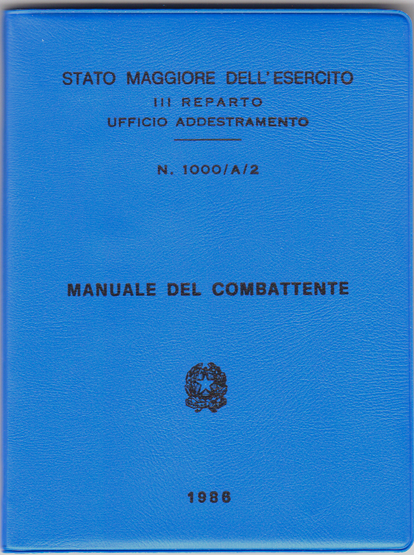 STATO MAGGIORE DELL'ESERCITO
III REPARTO
UFFICIO ADDESTRAMENTO
N. 1000/A/2
MANUALE DEL COMBATTENTE
1986